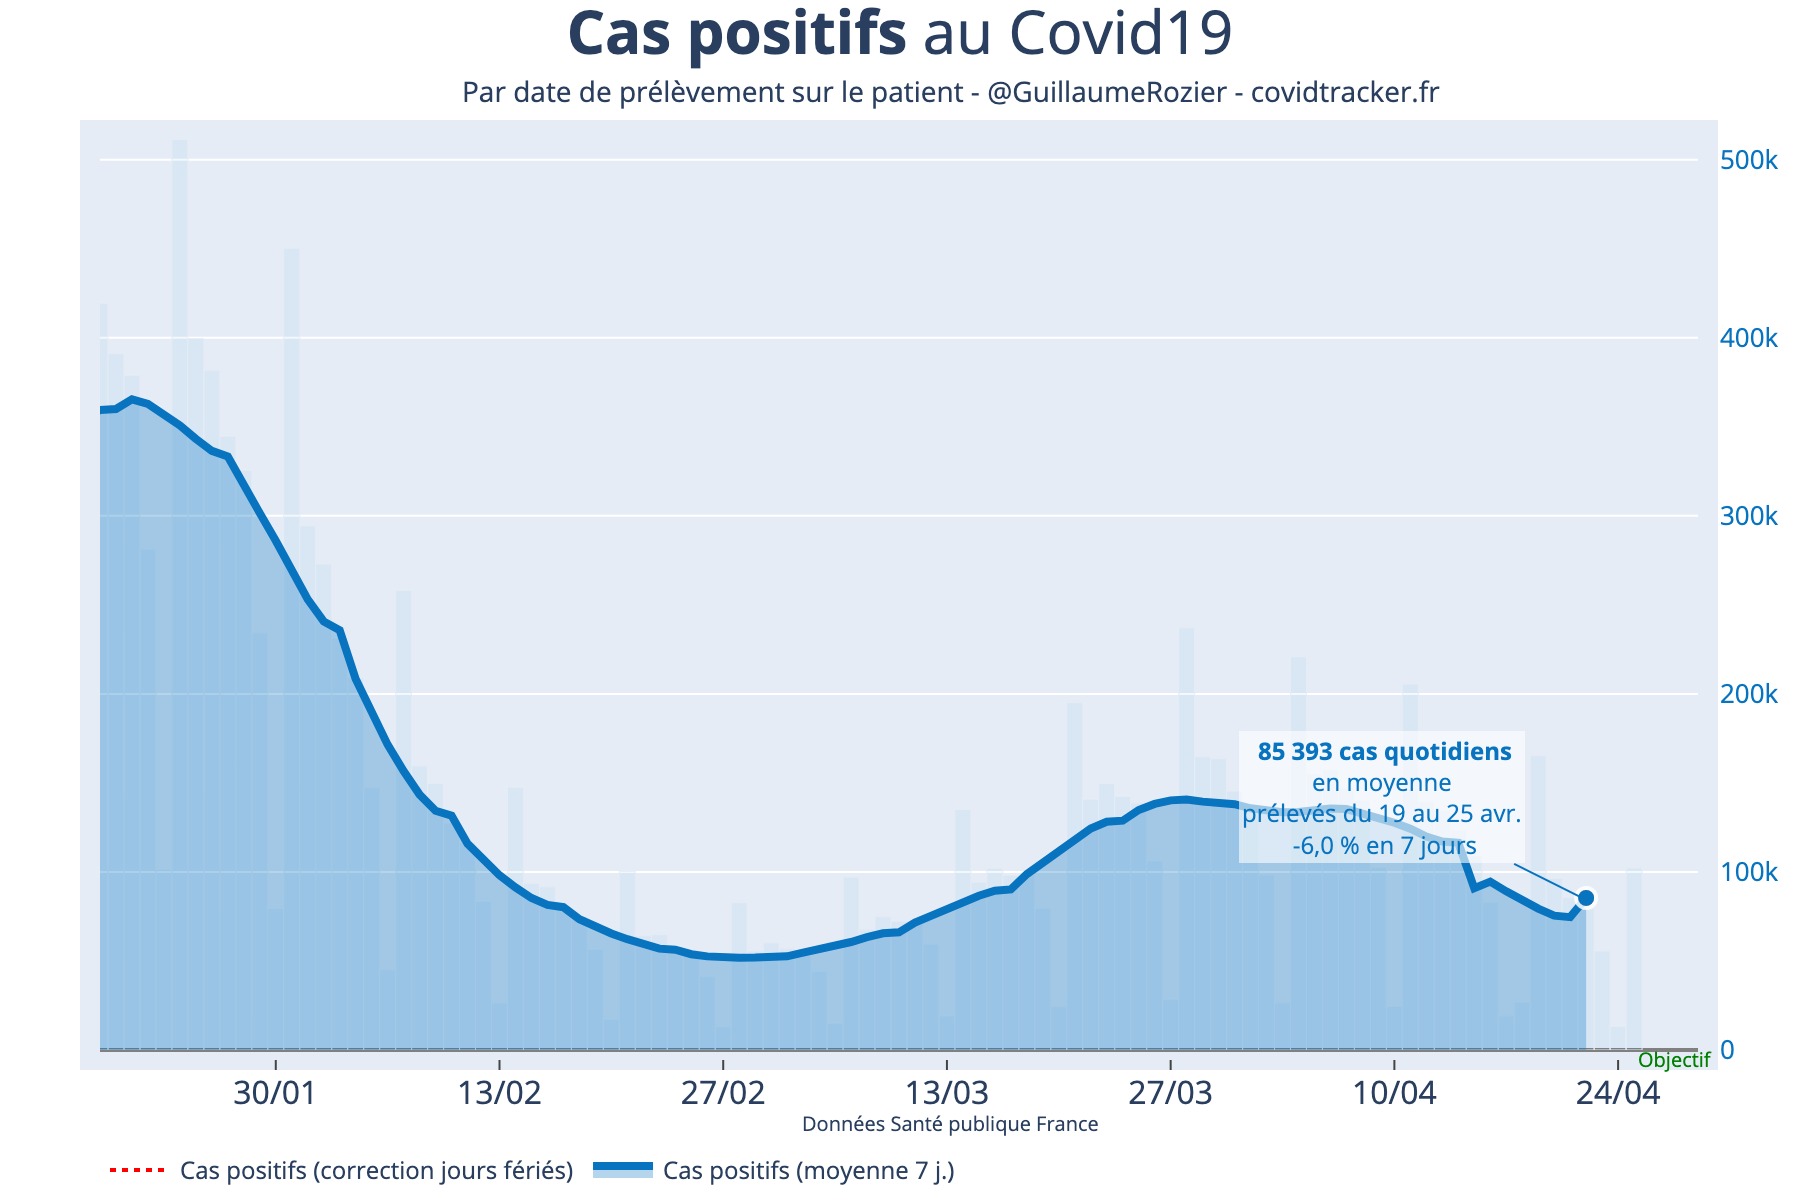 Cas positifs au Covid19
Par date de prélèvement sur le patient - @GuillaumeRozier - covidtracker.fr
500k
400k
300k
200k
85 393 cas quotidiens
en moyenne
prélevés du 19 au 25 avr.
-6,0 % en 7 jours
100k
0
Objectif
30/01 13/02 27/02 13/03 27/03 10/04 24/04
Données Santé publique France
Cas positifs (correction jours fériés) Cas positifs (moyenne 7 j.)